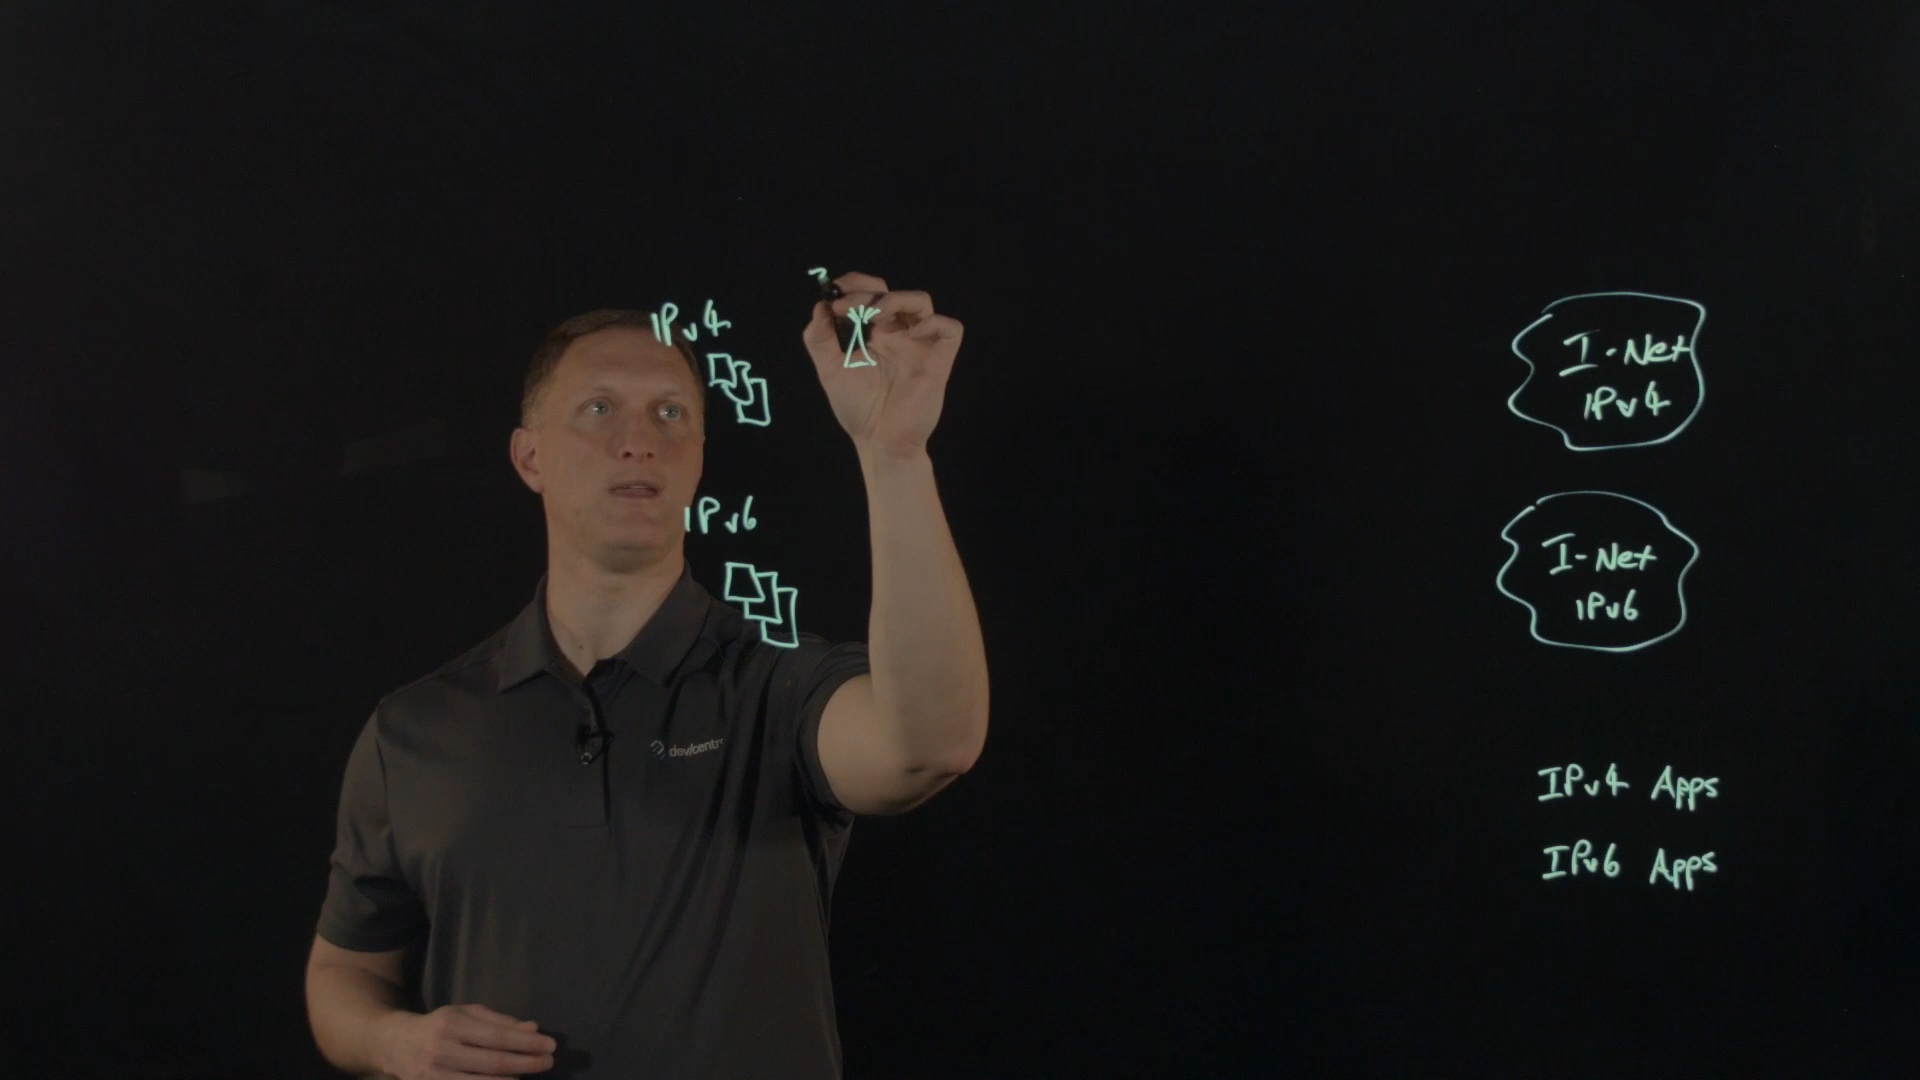 IPv4
IPv6
I-Net
IPv4
I-Net
IPv6
IPv4 Apps
IPv6 Apps